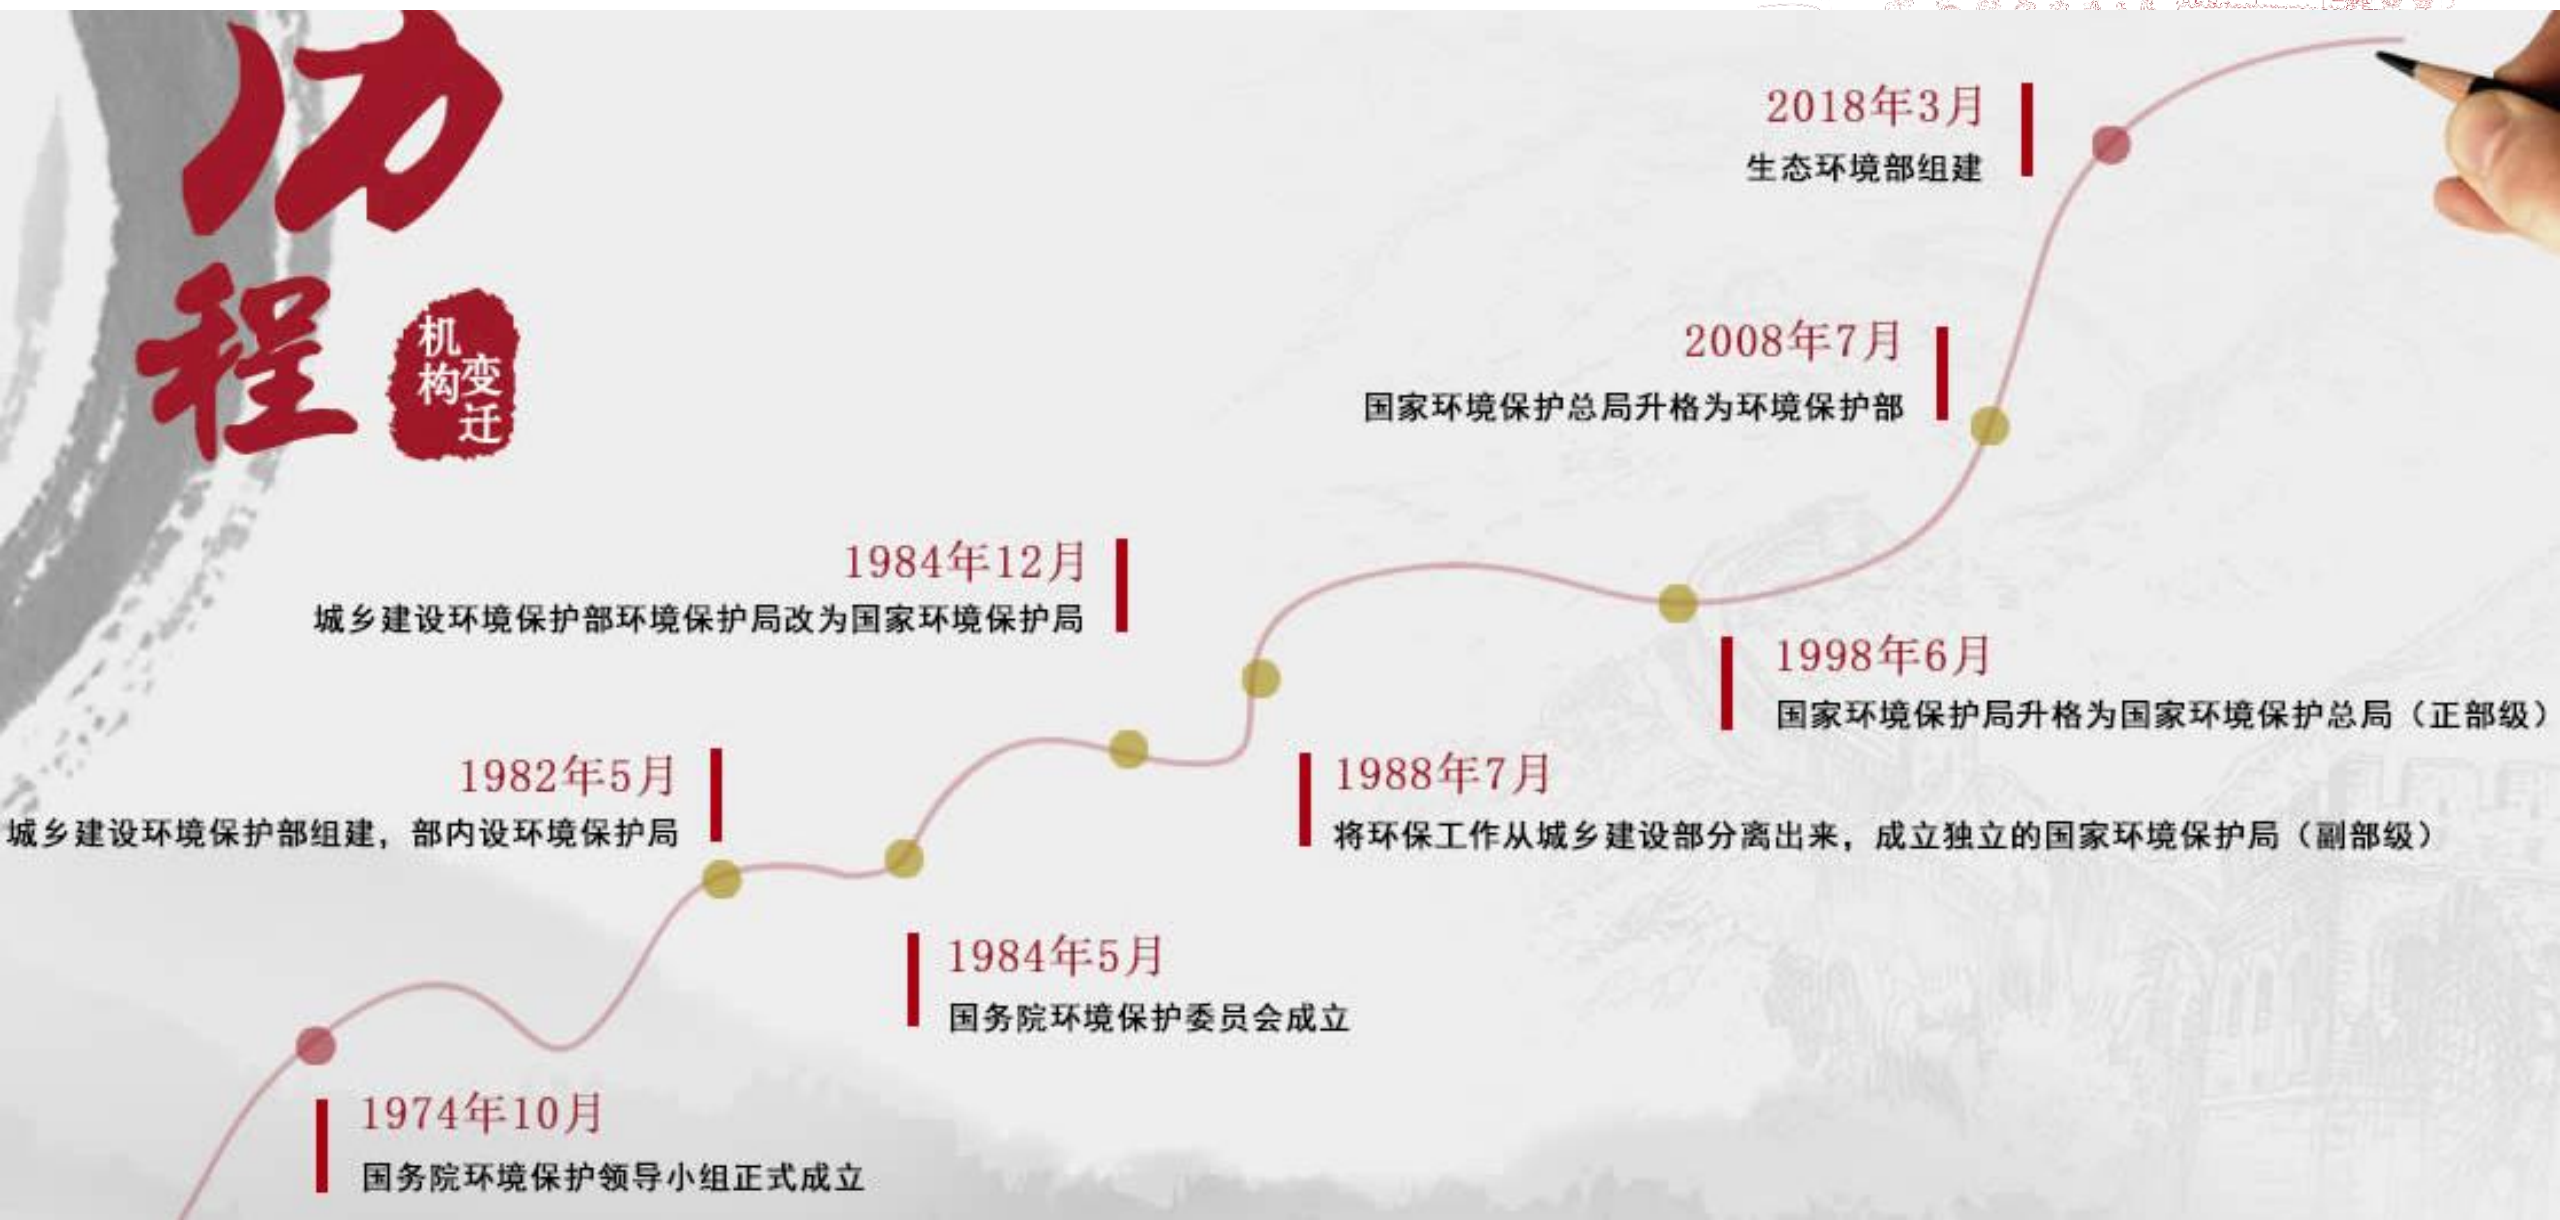 历
程
机构
变迁
2018年3月
生态环境部组建
2008年7月
国家环境保护总局升格为环境保护部
1984年12月
城乡建设环境保护部环境保护局改为国家环境保护局
1998年6月
国家环境保护局升格为国家环境保护总局（正部级）
1982年5月
城乡建设环境保护部组建，部内设环境保护局
1988年7月
将环保工作从城乡建设部分离出来，成立独立的国家环境保护局（副部级）
1984年5月
国务院环境保护委员会成立
1974年10月
国务院环境保护领导小组正式成立